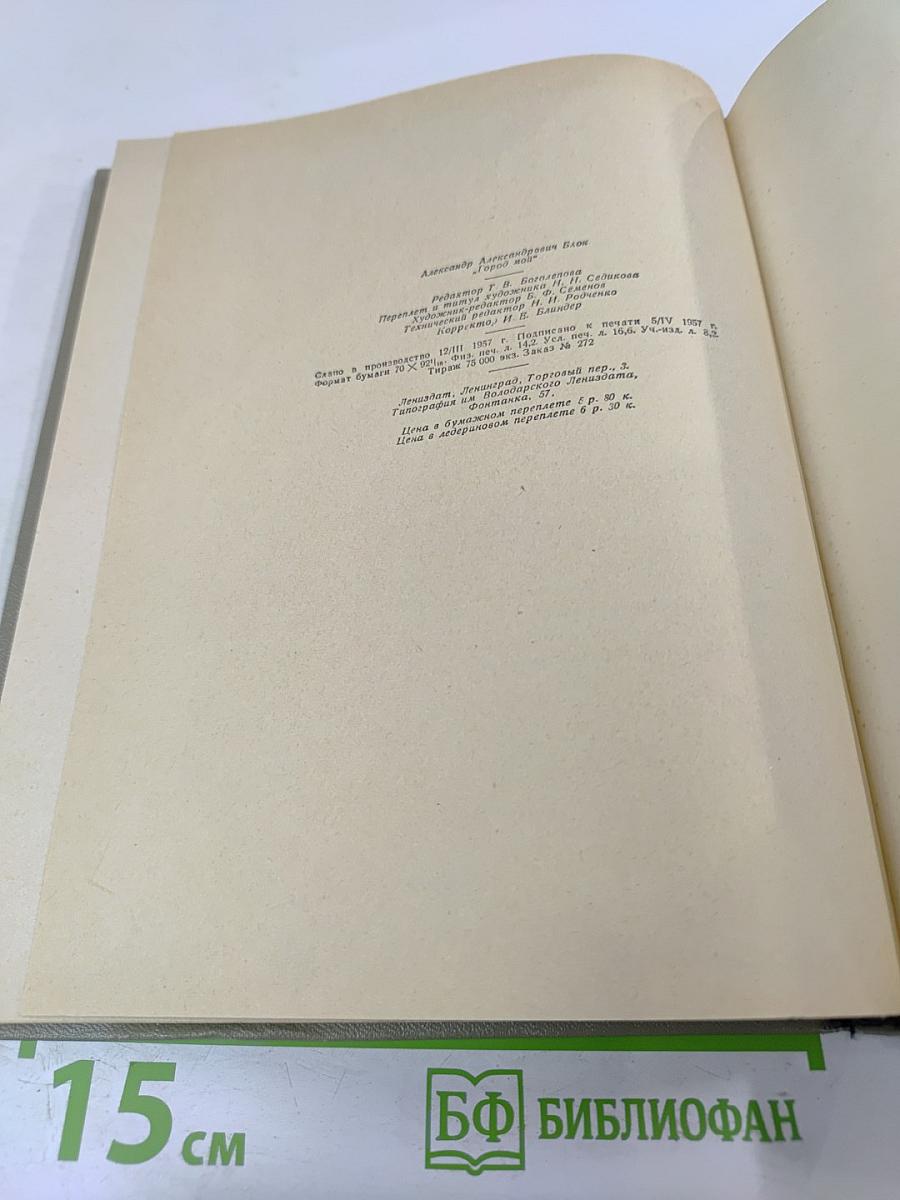 Александр Александрович Блок
„Город мой“
Редактор Т. В. Боголепова
Переплет и титул художника Н. И. Седикова
Художник-редактор Б. Ф. Семенов
Технический редактор Н. И. Родченко
Корректор И. Е. Блиндер
Сдано в производство 12/III 1957 г. Подписано к печати 5/IV 1957 г.
Формат бумаги 70 × 92¹/₁₆. Физ. печ. л. 14,2. Усл. печ. л. 16,6. Уч.-изд. л. 8,2.
Тираж 75 000 экз. Заказ № 272
Лениздат, Ленинград, Торговый пер., 3.
Типография им Володарского Лениздата,
Фонтанка, 57.
Цена в бумажном переплете 5 р. 80 к.
Цена в ледериновом переплете 6 р. 30 к.
15 см
БФ БИБЛИОФАН